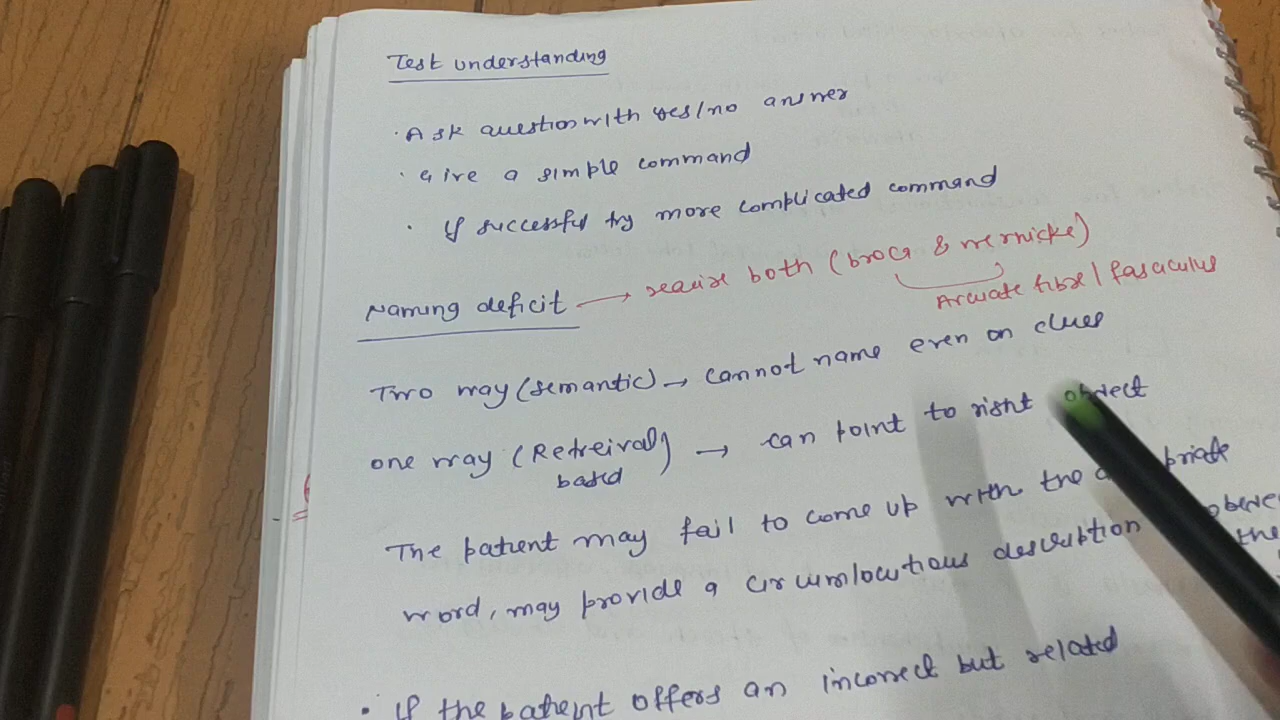 Test understanding
· Ask question with yes/no answer
· Give a simple command
· If successful try more complicated command
Naming deficit → require both (broca & wernicke)
Arcuate fibre / fasciculus
Two way (semantic) → cannot name even on clues
one way (Retreival) → can point to right object
based
The patient may fail to come up with the
word, may provide a circumlocutious description
the
· If the patient offers an incorrect but related